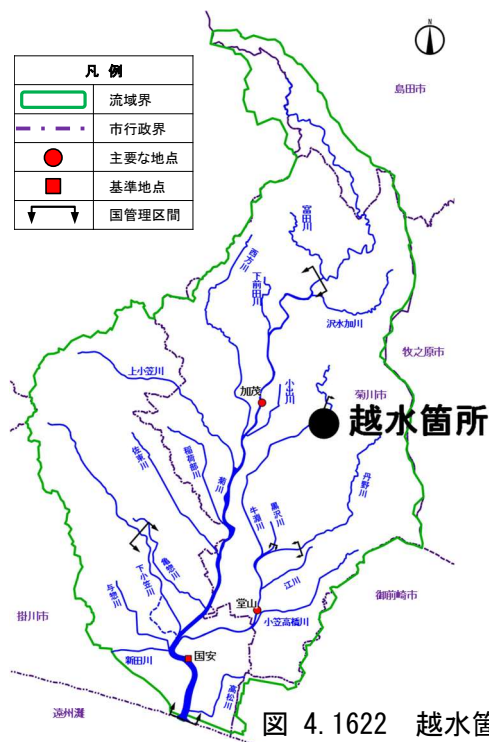 N
凡 例
流域界
市行政界
主要な地点
基準地点
国管理区間
島田市
富田川
西方川
下前田川
沢水加川
牧之原市
上小笠川
加茂
小出川
菊川市
越水箇所
佐束川
稲荷部川
菊川
丹野川
牛淵川
黒沢川
亀惣川
下小笠川
与惣川
江川
御前崎市
堂山
小笠高橋川
掛川市
国安
新田川
高松川
遠州灘
図 4.1622 越水箇